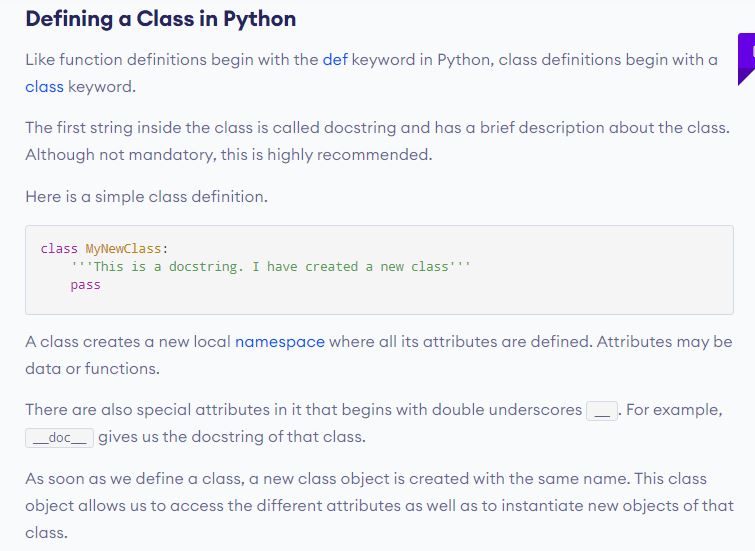 Defining a Class in Python
Like function definitions begin with the def keyword in Python, class definitions begin with a
class keyword.
The first string inside the class is called docstring and has a brief description about the class.
Although not mandatory, this is highly recommended.
Here is a simple class definition.
class MyNewClass:
    '''This is a docstring. I have created a new class'''
    pass
A class creates a new local namespace where all its attributes are defined. Attributes may be
data or functions.
There are also special attributes in it that begins with double underscores __. For example,
__doc__ gives us the docstring of that class.
As soon as we define a class, a new class object is created with the same name. This class
object allows us to access the different attributes as well as to instantiate new objects of that
class.